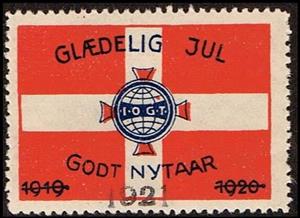 GLÆDELIG JUL
I.O.G.T.
GODT NYTAAR
1919 1920
1921